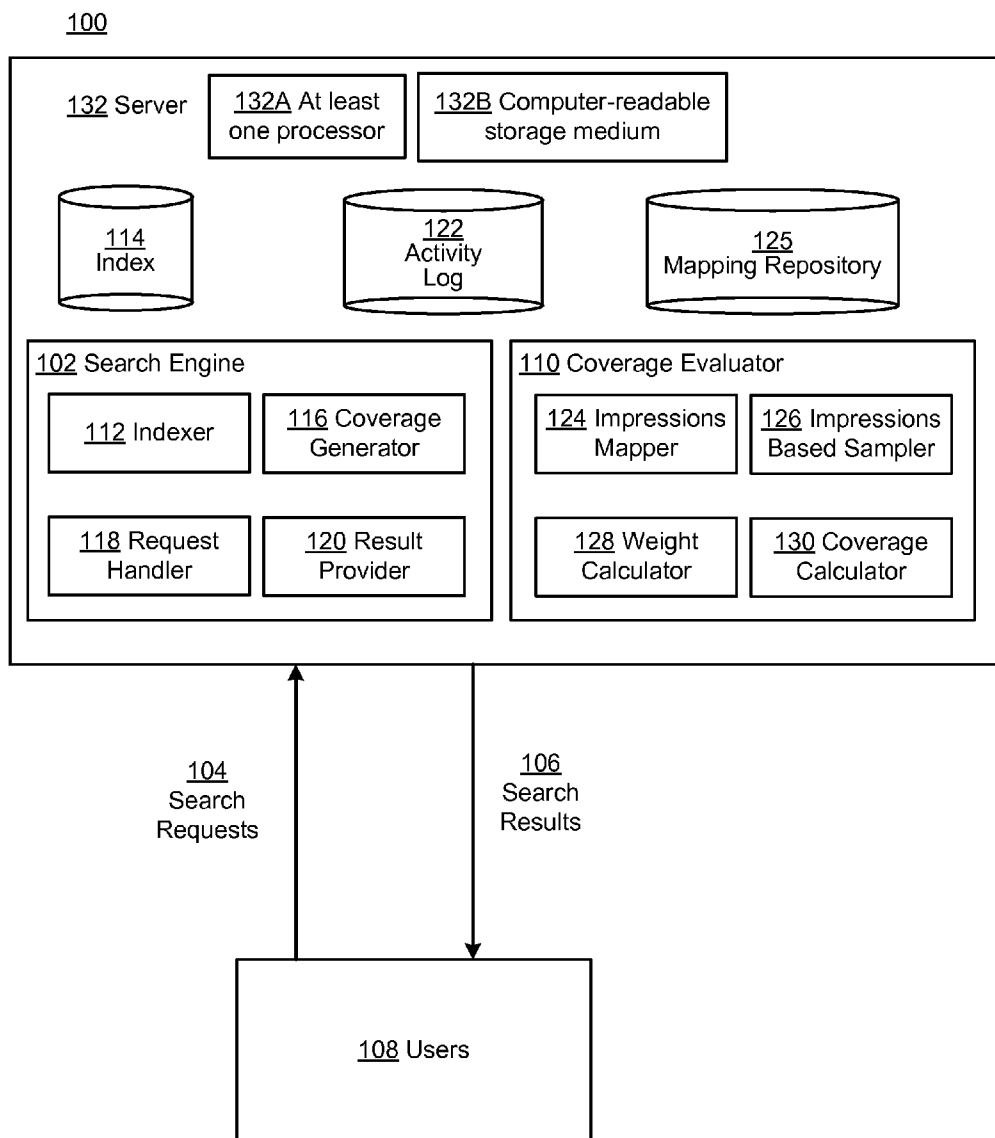 100
132 Server
132A At least
one processor
132B Computer-readable
storage medium
114
Index
122
Activity
Log
125
Mapping Repository
102 Search Engine
112 Indexer
116 Coverage
Generator
118 Request
Handler
120 Result
Provider
110 Coverage Evaluator
124 Impressions
Mapper
126 Impressions
Based Sampler
128 Weight
Calculator
130 Coverage
Calculator
104
Search
Requests
106
Search
Results
108 Users